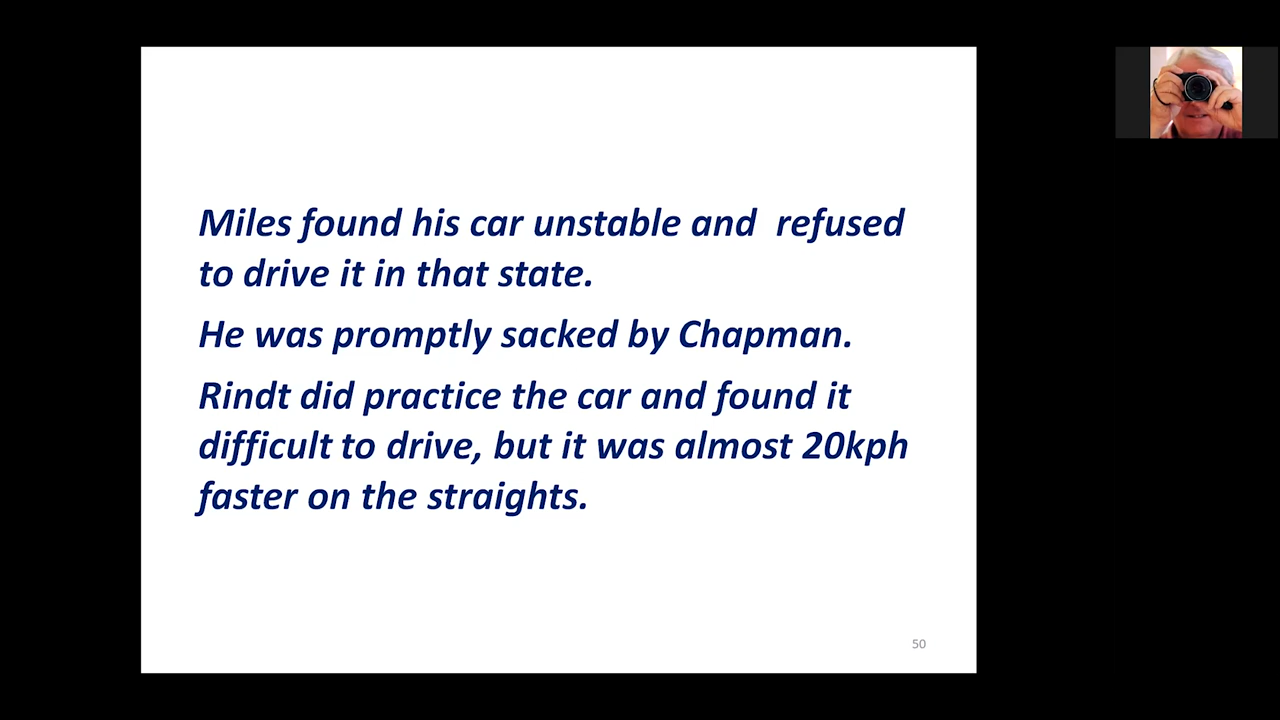 Miles found his car unstable and  refused
to drive it in that state.
He was promptly sacked by Chapman.
Rindt did practice the car and found it
difficult to drive, but it was almost 20kph
faster on the straights.
50